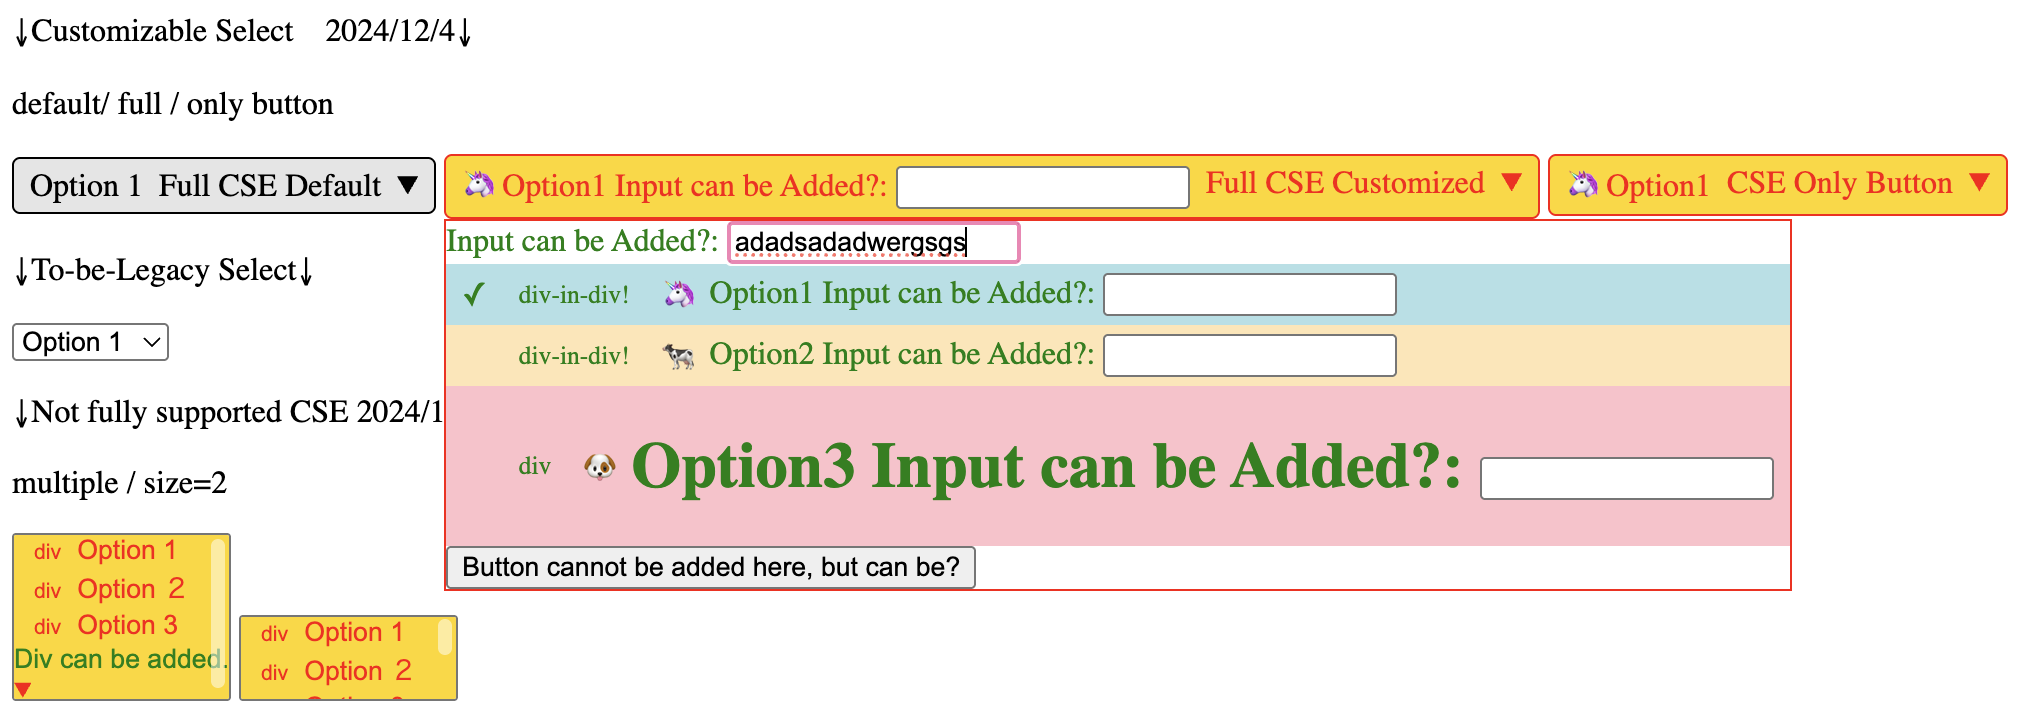 ↓Customizable Select 2024/12/4↓
default/ full / only button
Option 1 Full CSE Default ▼
🦄 Option1 Input can be Added?: Full CSE Customized ▼
🦄 Option1 CSE Only Button ▼
Input can be Added?: adadsadadwergsgs
✓ div-in-div! 🦄 Option1 Input can be Added?:
div-in-div! 🐄 Option2 Input can be Added?:
div 🐶 Option3 Input can be Added?:
Button cannot be added here, but can be?
↓To-be-Legacy Select↓
Option 1
↓Not fully supported CSE 2024/1
multiple / size=2
div Option 1
div Option 2
div Option 3
Div can be added.
▼
div Option 1
div Option 2